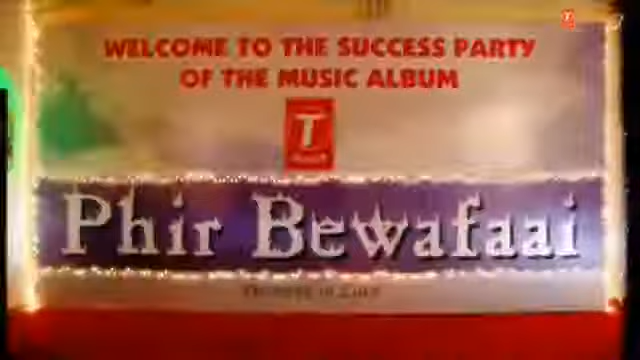 WELCOME TO THE SUCCESS PARTY
OF THE MUSIC ALBUM
T
Phir Bewafaai